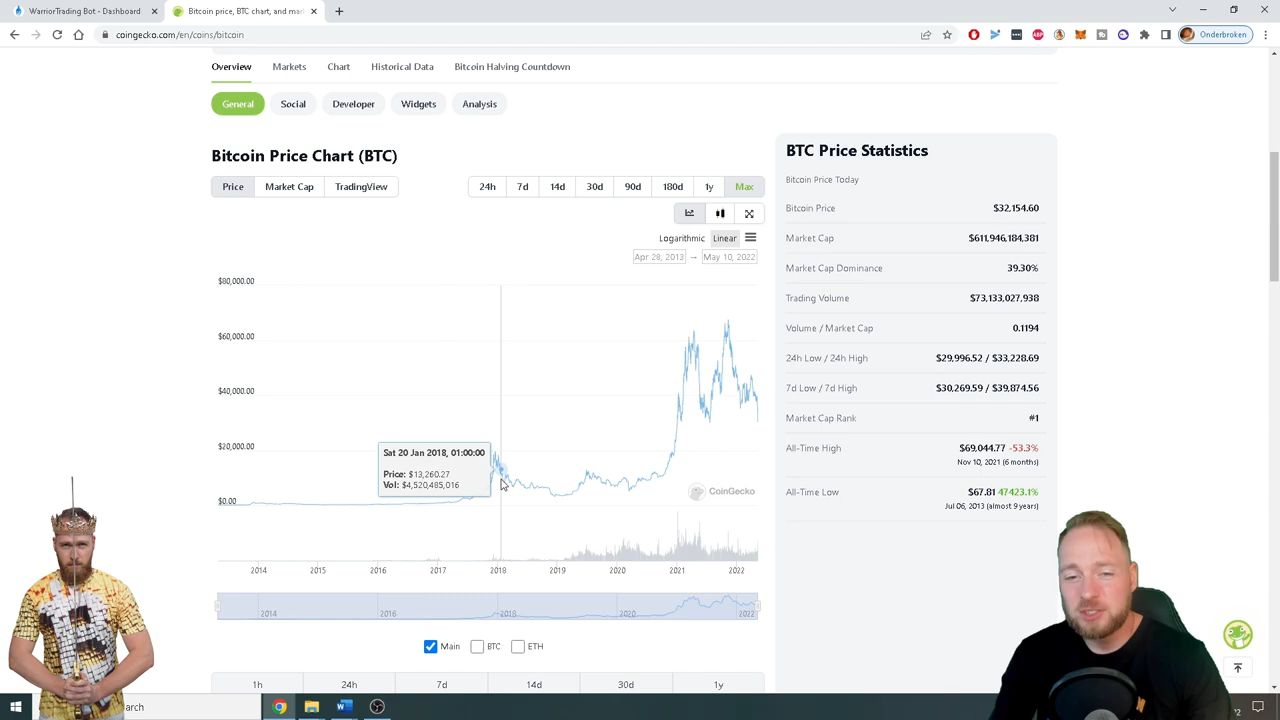 WarriorTrading Bot - Dashboard
Bitcoin price, BTC chart, and mar
coingecko.com/en/coins/bitcoin
ABP
Onderbroken
Overview Markets Chart Historical Data Bitcoin Halving Countdown
General Social Developer Widgets Analysis
Bitcoin Price Chart (BTC)
Price Market Cap TradingView
24h 7d 14d 30d 90d 180d 1y Max
Logarithmic Linear
Apr 28, 2013 → May 10, 2022
$80,000.00
$60,000.00
$40,000.00
$20,000.00
$0.00
Sat 20 Jan 2018, 01:00:00
Price: $13,260.27
Vol: $4,520,485,016
CoinGecko
2014 2015 2016 2017 2018 2019 2020 2021 2022
2014 2016 2018 2020 2022
Main BTC ETH
1h 24h 7d 14d 30d 1y
BTC Price Statistics
Bitcoin Price Today
Bitcoin Price $32,154.60
Market Cap $611,946,184,381
Market Cap Dominance 39.30%
Trading Volume $73,133,027,938
Volume / Market Cap 0.1194
24h Low / 24h High $29,996.52 / $33,228.69
7d Low / 7d High $30,269.59 / $39,874.56
Market Cap Rank #1
All-Time High $69,044.77 -53.3%
Nov 10, 2021 (6 months)
All-Time Low $67.81 47423.1%
Jul 06, 2013 (almost 9 years)
arch